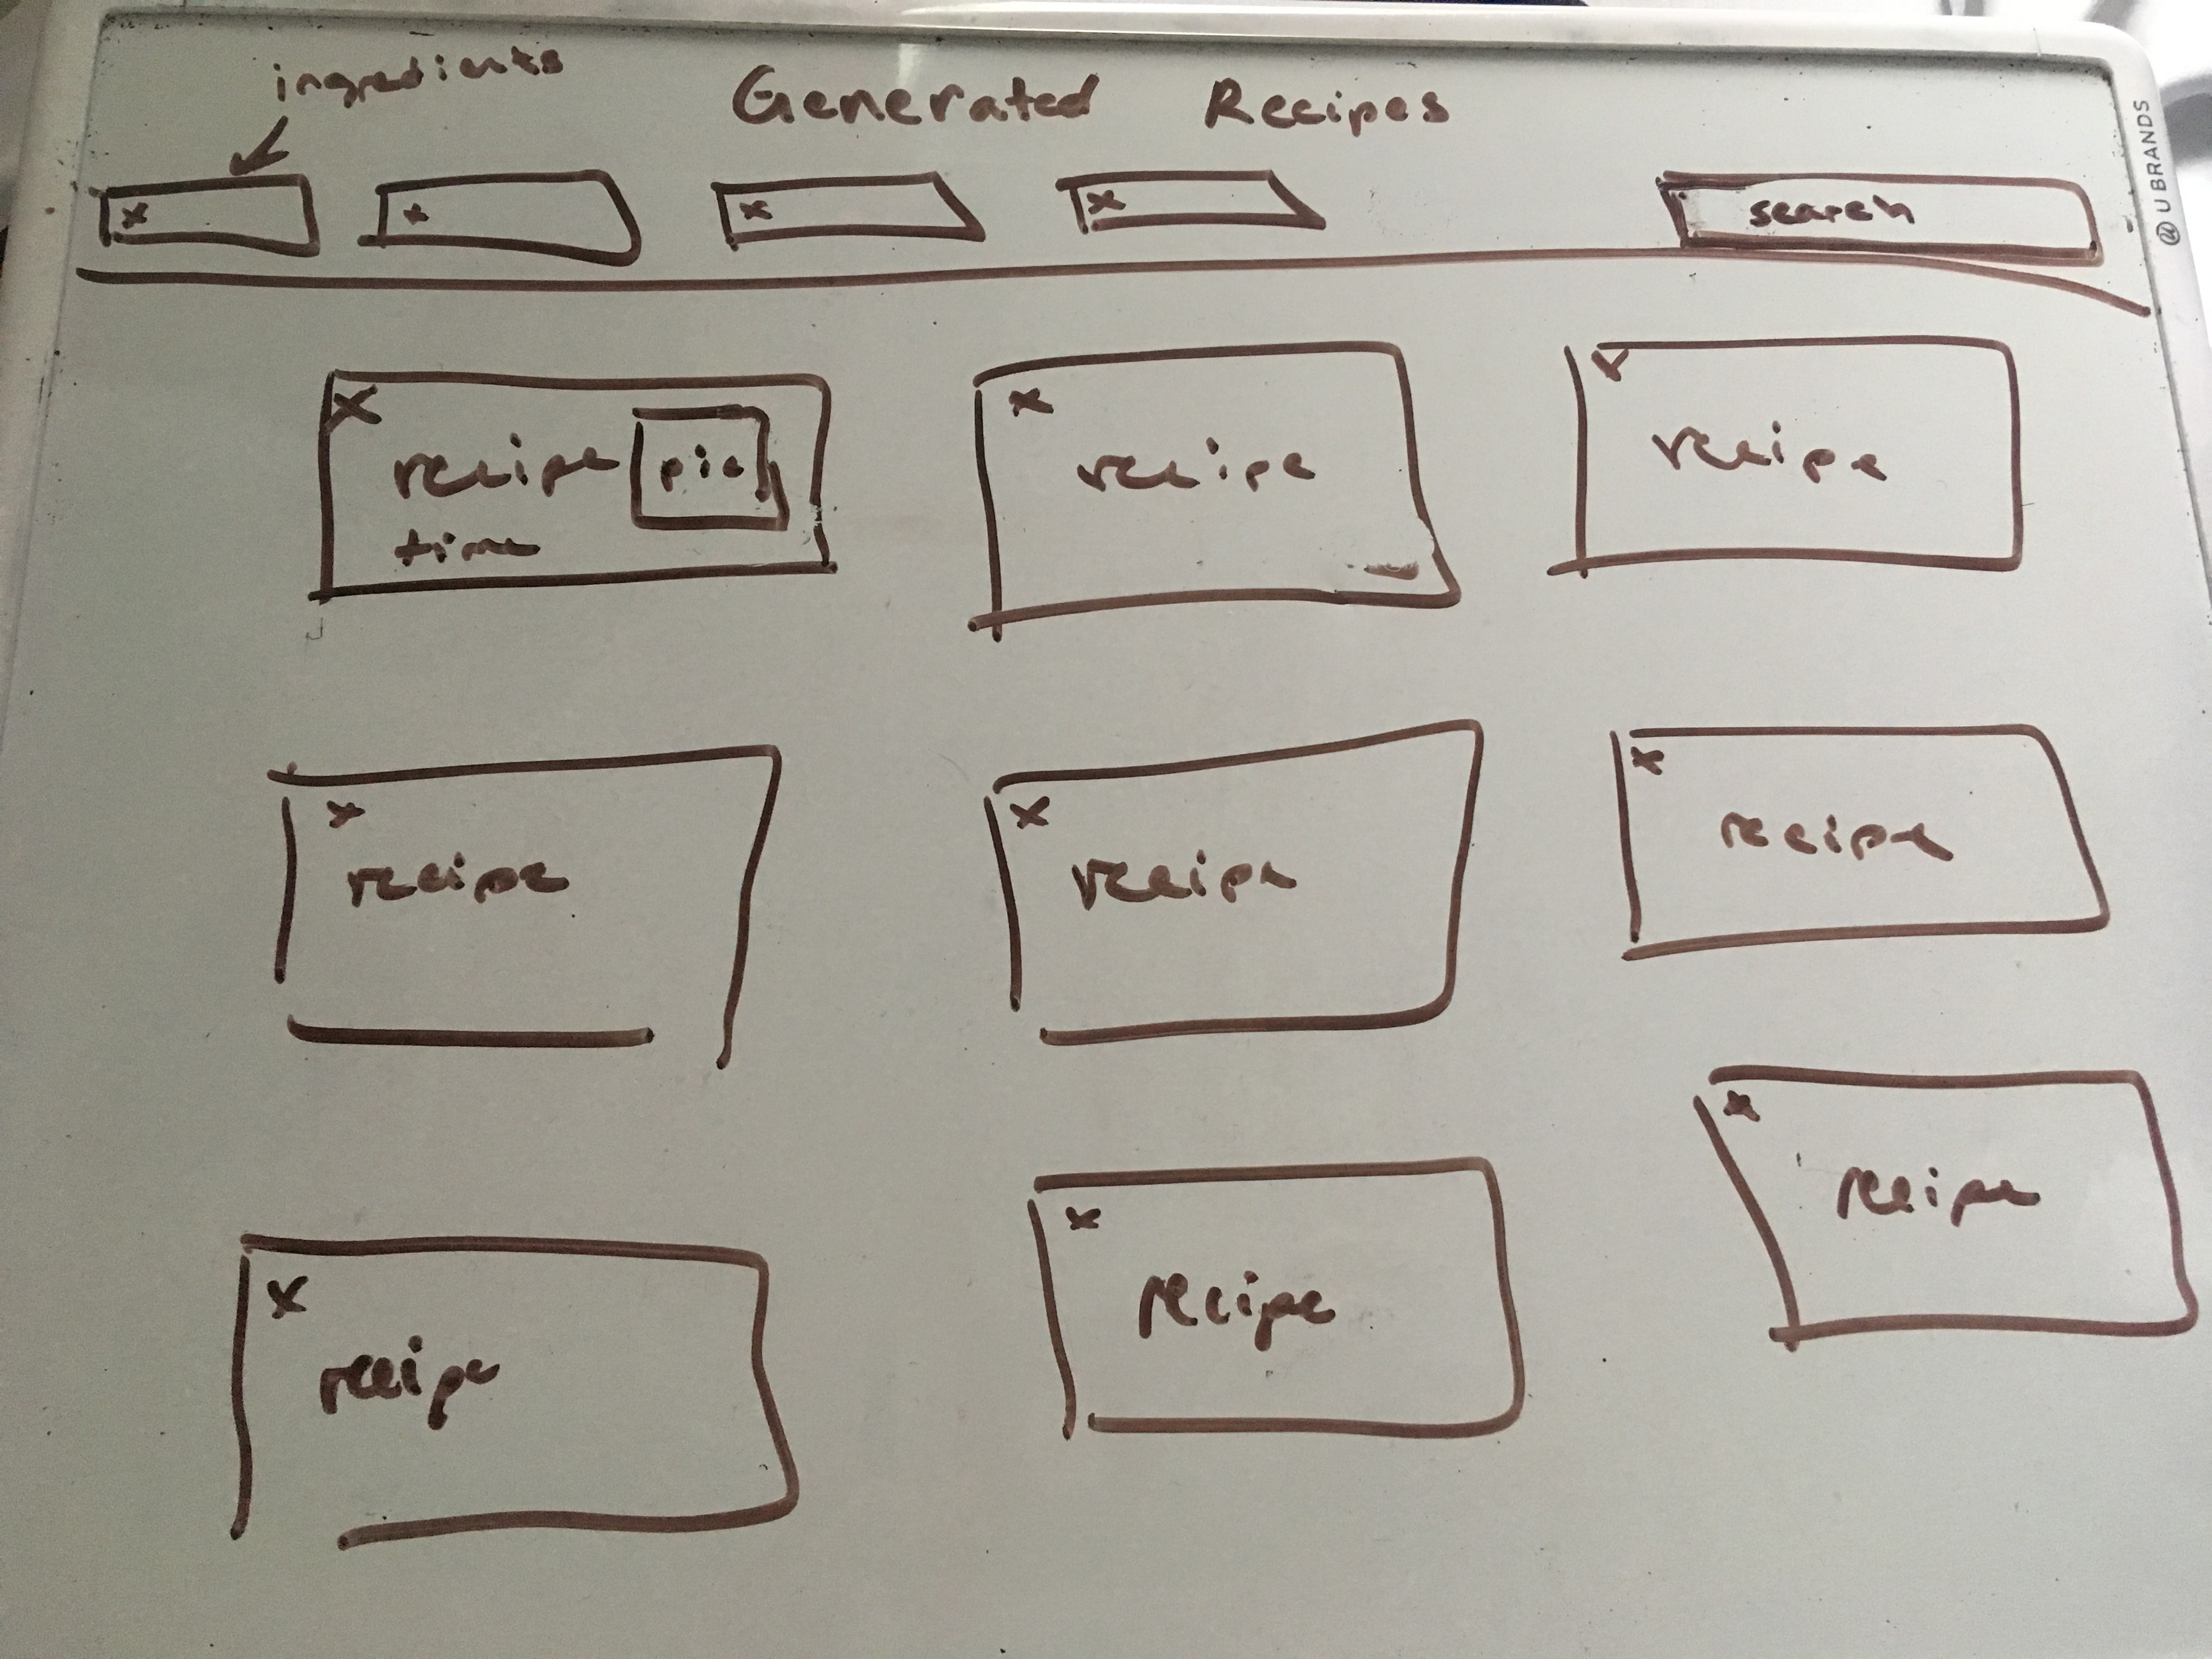 ingredients
Generated Recipes
x
x
x
x
search
@ U BRANDS
x
recipe
pic
time
x
recipe
x
recipe
x
recipe
x
recipe
x
recipe
x
recipe
x
recipe
x
recipe